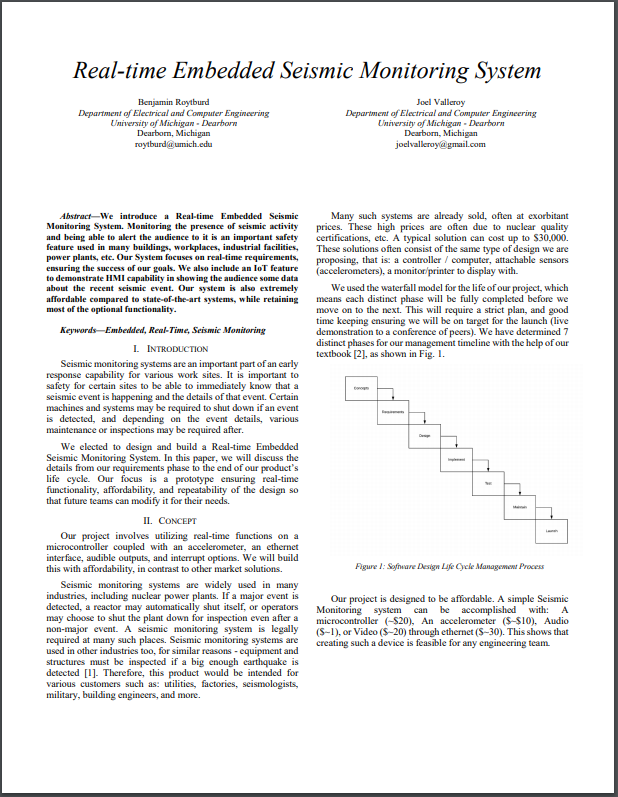 Real-time Embedded Seismic Monitoring System
Benjamin Roytburd
Department of Electrical and Computer Engineering
University of Michigan - Dearborn
Dearborn, Michigan
roytburd@umich.edu
Joel Valleroy
Department of Electrical and Computer Engineering
University of Michigan - Dearborn
Dearborn, Michigan
joelvalleroy@gmail.com
Abstract—We introduce a Real-time Embedded Seismic
Monitoring System. Monitoring the presence of seismic activity
and being able to alert the audience to it is an important safety
feature used in many buildings, workplaces, industrial facilities,
power plants, etc. Our System focuses on real-time requirements,
ensuring the success of our goals. We also include an IoT feature
to demonstrate HMI capability in showing the audience some data
about the recent seismic event. Our system is also extremely
affordable compared to state-of-the-art systems, while retaining
most of the optional functionality.
Keywords—Embedded, Real-Time, Seismic Monitoring
I. INTRODUCTION
Seismic monitoring systems are an important part of an early
response capability for various work sites. It is important to
safety for certain sites to be able to immediately know that a
seismic event is happening and the details of that event. Certain
machines and systems may be required to shut down if an event
is detected, and depending on the event details, various
maintenance or inspections may be required after.
We elected to design and build a Real-time Embedded
Seismic Monitoring System. In this paper, we will discuss the
details from our requirements phase to the end of our product's
life cycle. Our focus is a prototype ensuring real-time
functionality, affordability, and repeatability of the design so
that future teams can modify it for their needs.
II. CONCEPT
Our project involves utilizing real-time functions on a
microcontroller coupled with an accelerometer, an ethernet
interface, audible outputs, and interrupt options. We will build
this with affordability, in contrast to other market solutions.
Seismic monitoring systems are widely used in many
industries, including nuclear power plants. If a major event is
detected, a reactor may automatically shut itself, or operators
may choose to shut the plant down for inspection even after a
non-major event. A seismic monitoring system is legally
required at many such places. Seismic monitoring systems are
used in other industries too, for similar reasons - equipment and
structures must be inspected if a big enough earthquake is
detected [1]. Therefore, this product would be intended for
various customers such as: utilities, factories, seismologists,
military, building engineers, and more.
Many such systems are already sold, often at exorbitant
prices. These high prices are often due to nuclear quality
certifications, etc. A typical solution can cost up to $30,000.
These solutions often consist of the same type of design we are
proposing, that is: a controller / computer, attachable sensors
(accelerometers), a monitor/printer to display with.
We used the waterfall model for the life of our project, which
means each distinct phase will be fully completed before we
move on to the next. This will require a strict plan, and good
time keeping ensuring we will be on target for the launch (live
demonstration to a conference of peers). We have determined 7
distinct phases for our management timeline with the help of our
textbook [2], as shown in Fig. 1.
Concepts
Requirements
Design
Implement
Test
Maintain
Launch
Figure 1: Software Design Life Cycle Management Process
Our project is designed to be affordable. A simple Seismic
Monitoring system can be accomplished with: A
microcontroller (~$20), An accelerometer ($~$10), Audio
($~1), or Video ($~20) through ethernet ($~30). This shows that
creating such a device is feasible for any engineering team.